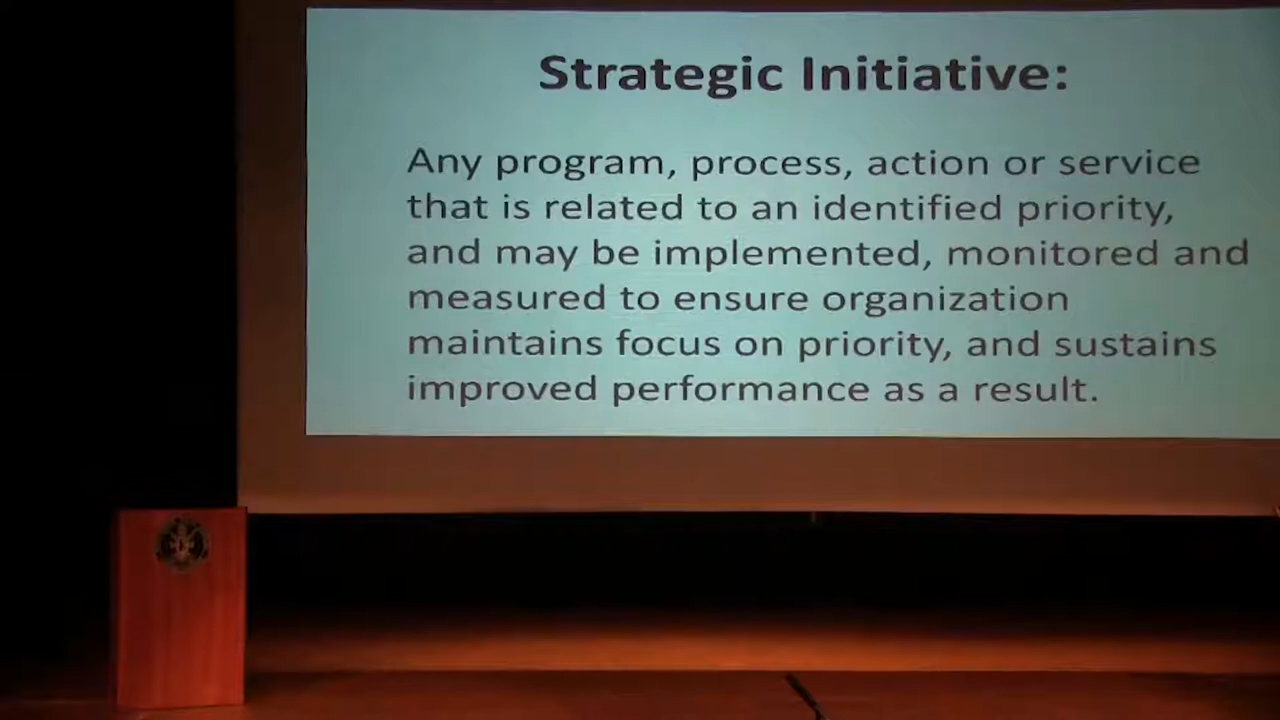 Strategic Initiative:
Any program, process, action or service
that is related to an identified priority,
and may be implemented, monitored and
measured to ensure organization
maintains focus on priority, and sustains
improved performance as a result.